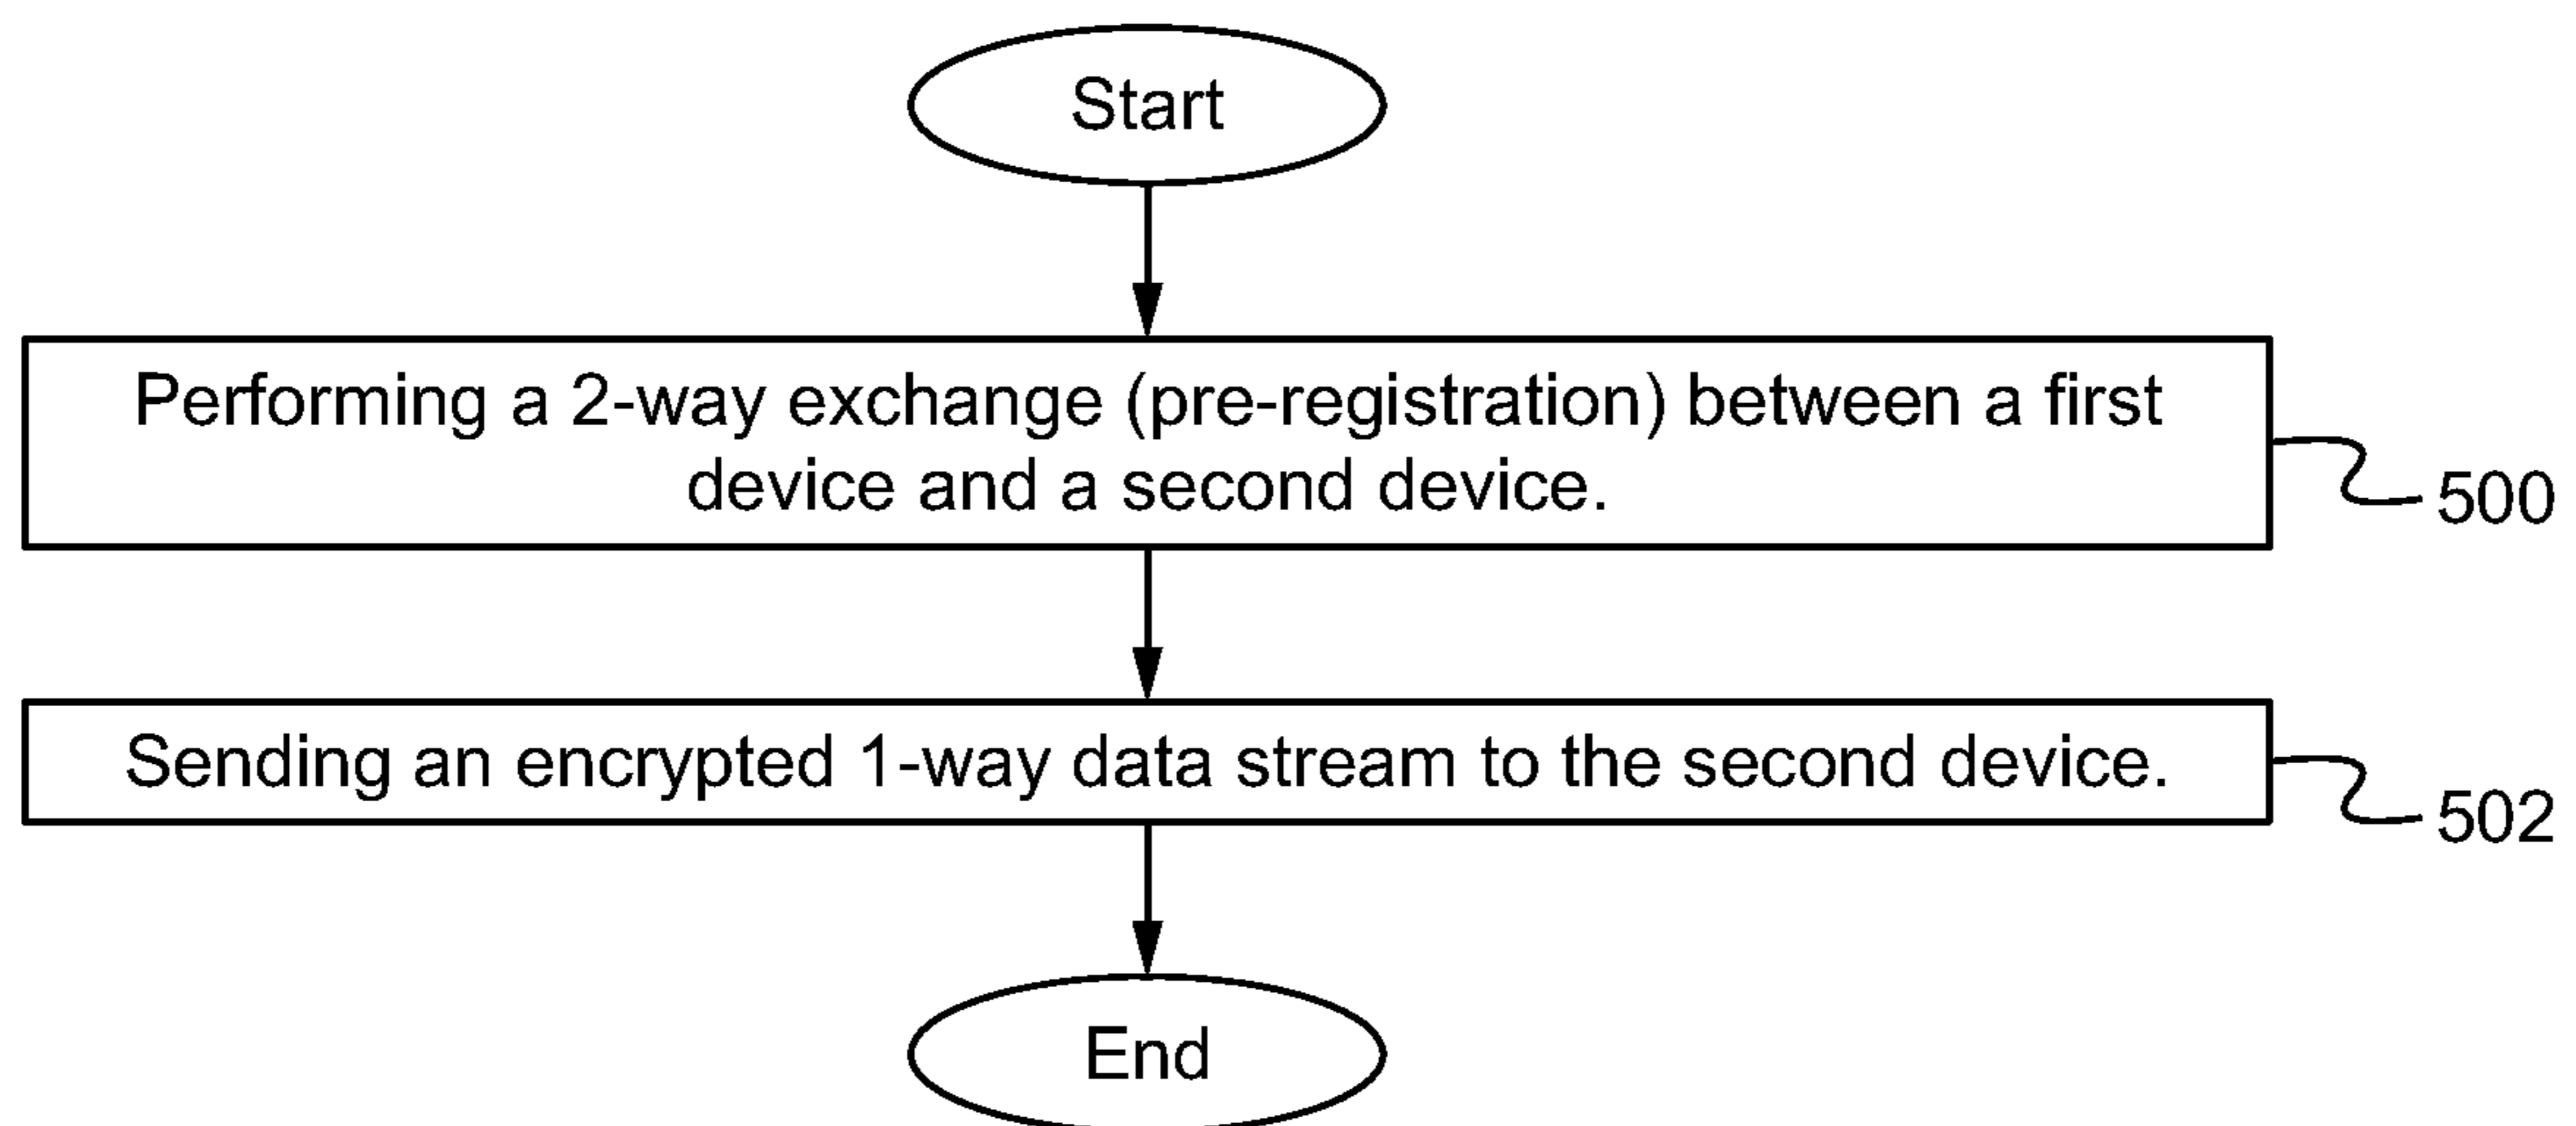 Start
Performing a 2-way exchange (pre-registration) between a first
device and a second device.
500
Sending an encrypted 1-way data stream to the second device.
502
End